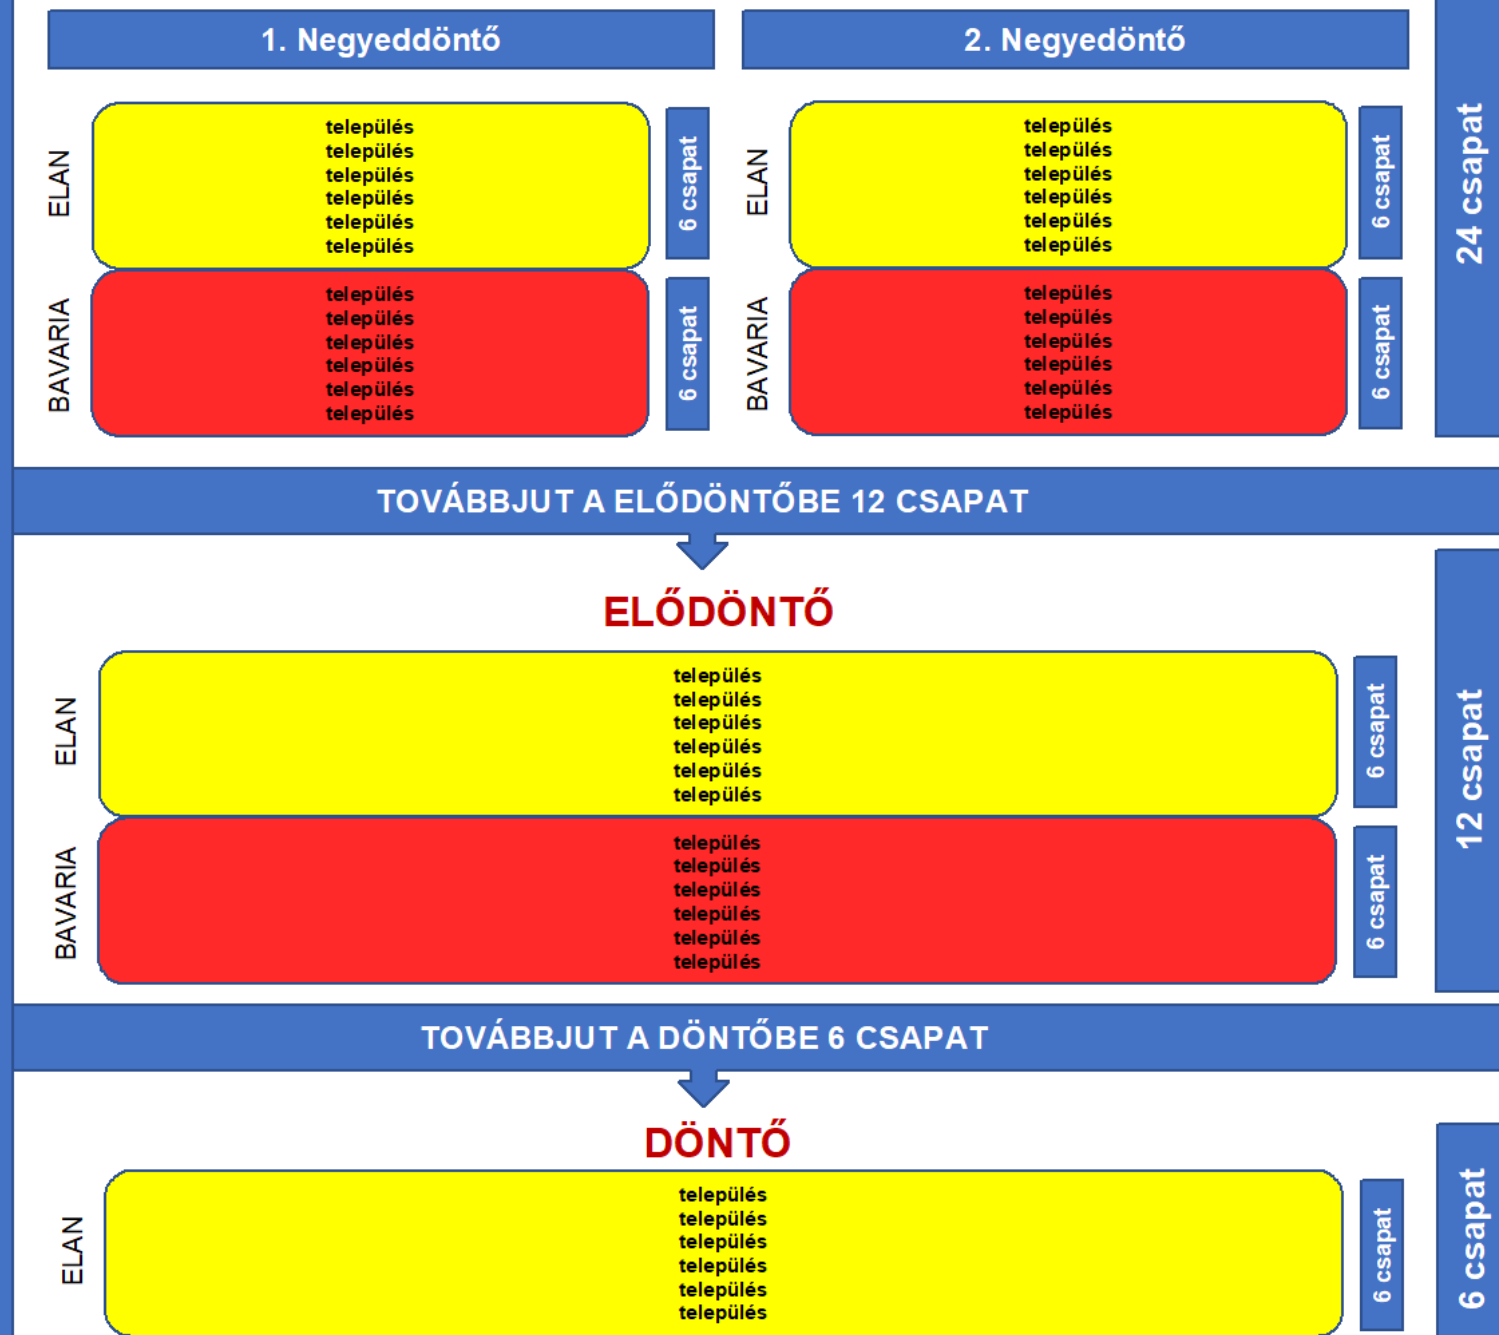 1. Negyeddöntő
2. Negyedöntő
24 csapat
ELAN
település
település
település
település
település
település
6 csapat
ELAN
település
település
település
település
település
település
6 csapat
BAVARIA
település
település
település
település
település
település
6 csapat
BAVARIA
település
település
település
település
település
település
6 csapat
TOVÁBBJUT A ELŐDÖNTŐBE 12 CSAPAT
ELŐDÖNTŐ
12 csapat
ELAN
település
település
település
település
település
település
6 csapat
BAVARIA
település
település
település
település
település
település
6 csapat
TOVÁBBJUT A DÖNTŐBE 6 CSAPAT
DÖNTŐ
6 csapat
ELAN
település
település
település
település
település
település
6 csapat